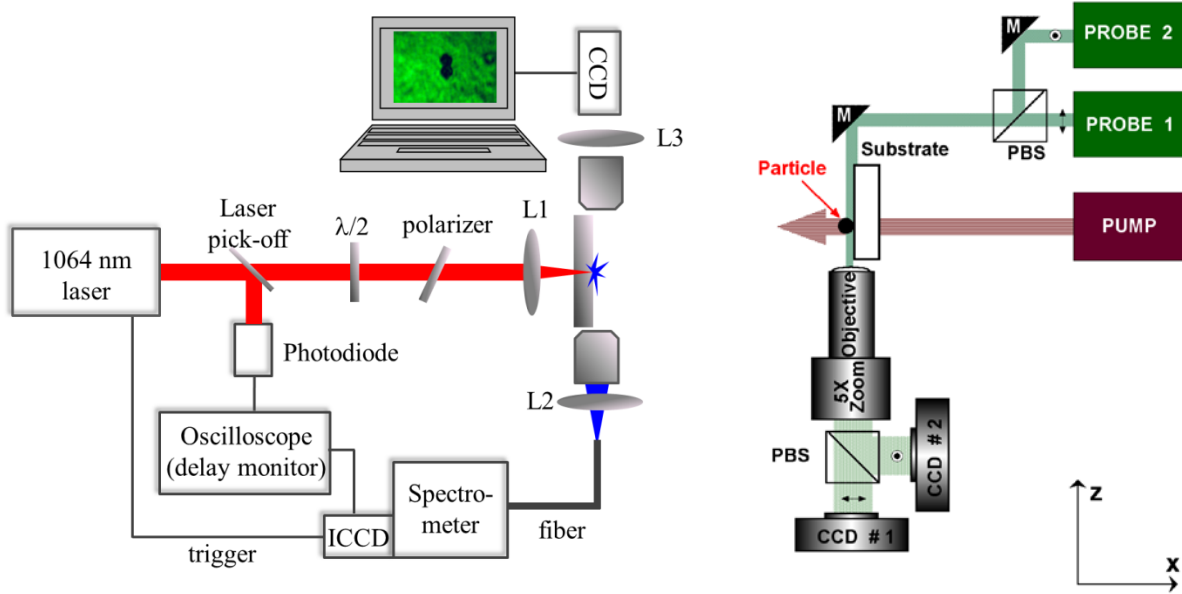 CCD
L3
Laser
pick-off
λ/2
polarizer
L1
1064 nm
laser
Photodiode
L2
Oscilloscope
(delay monitor)
Spectro-
meter
ICCD
fiber
trigger
M
PROBE 2
M
PROBE 1
PBS
Substrate
Particle
PUMP
Objective
5X
Zoom
PBS
CCD # 2
CCD # 1
z
x